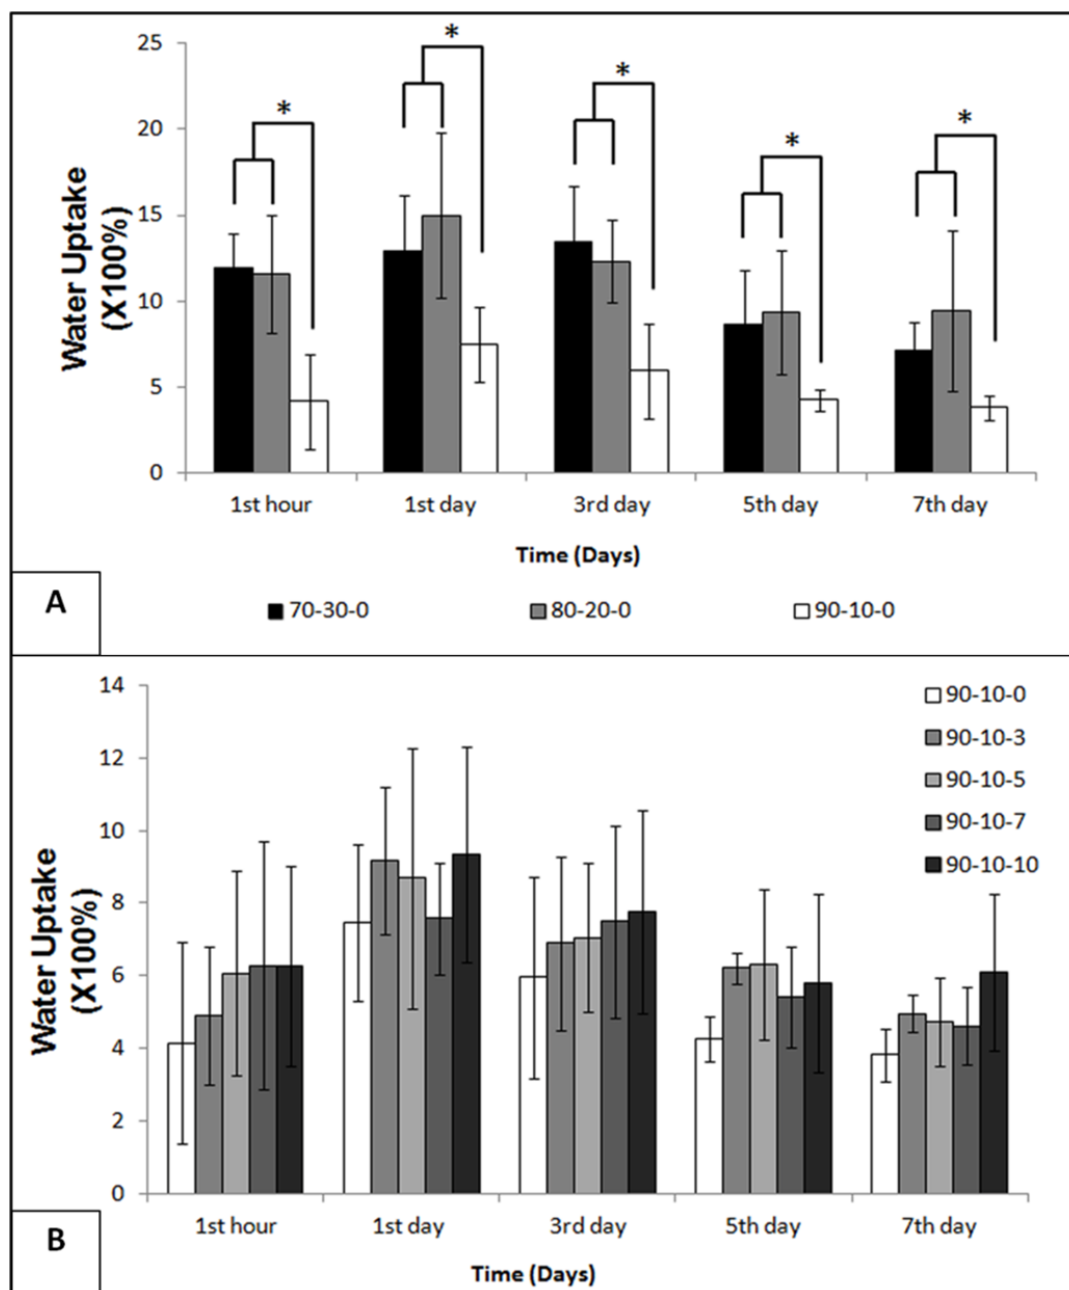 25
20
15
10
5
0
Water Uptake
(X100%)
*
*
*
*
*
1st hour 1st day 3rd day 5th day 7th day
Time (Days)
A
70-30-0 80-20-0 90-10-0
14
12
10
8
6
4
2
0
Water Uptake
(X100%)
90-10-0
90-10-3
90-10-5
90-10-7
90-10-10
1st hour 1st day 3rd day 5th day 7th day
B
Time (Days)